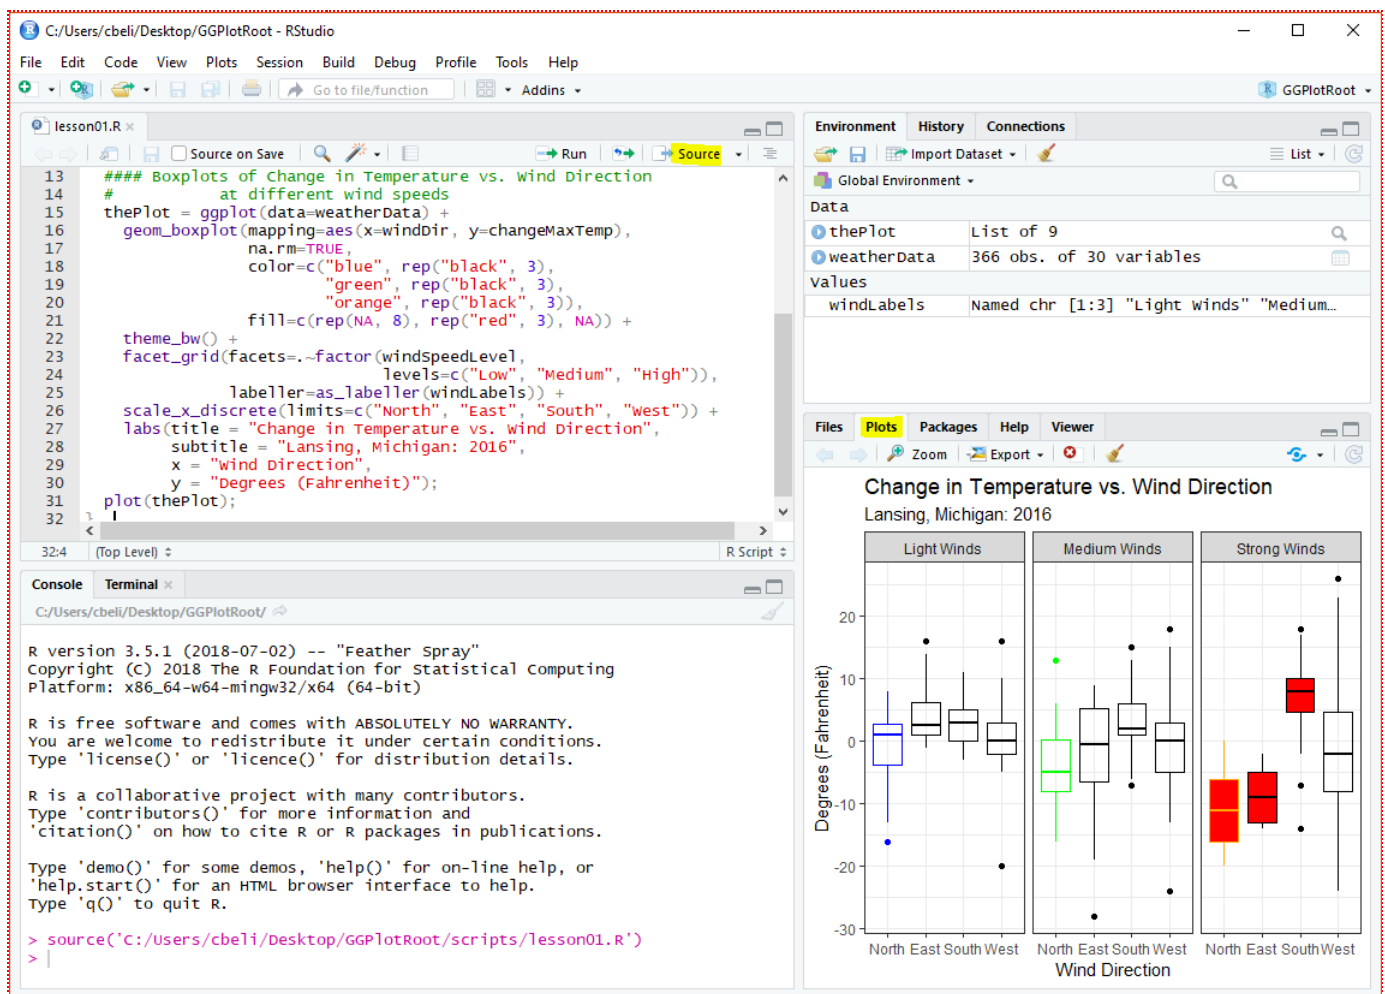 C:/Users/cbeli/Desktop/GGPlotRoot - RStudio
File Edit Code View Plots Session Build Debug Profile Tools Help
Go to file/function Addins GGPlotRoot
lesson01.R
Source on Save Run Source
13 #### Boxplots of Change in Temperature vs. Wind Direction
14 #           at different wind speeds
15 thePlot = ggplot(data=weatherData) +
16   geom_boxplot(mapping=aes(x=windDir, y=changeMaxTemp),
17                na.rm=TRUE,
18                color=c("blue", rep("black", 3),
19                        "green", rep("black", 3),
20                        "orange", rep("black", 3)),
21                fill=c(rep(NA, 8), rep("red", 3), NA)) +
22   theme_bw() +
23   facet_grid(facets=.~factor(windSpeedLevel,
24                              levels=c("Low", "Medium", "High")),
25              labeller=as_labeller(windLabels)) +
26   scale_x_discrete(limits=c("North", "East", "South", "West")) +
27   labs(title = "Change in Temperature vs. Wind Direction",
28        subtitle = "Lansing, Michigan: 2016",
29        x = "Wind Direction",
30        y = "Degrees (Fahrenheit)");
31 plot(thePlot);
32 }
32:4 (Top Level) R Script
Console Terminal
C:/Users/cbeli/Desktop/GGPlotRoot/
R version 3.5.1 (2018-07-02) -- "Feather Spray"
Copyright (C) 2018 The R Foundation for Statistical Computing
Platform: x86_64-w64-mingw32/x64 (64-bit)
R is free software and comes with ABSOLUTELY NO WARRANTY.
You are welcome to redistribute it under certain conditions.
Type 'license()' or 'licence()' for distribution details.
R is a collaborative project with many contributors.
Type 'contributors()' for more information and
'citation()' on how to cite R or R packages in publications.
Type 'demo()' for some demos, 'help()' for on-line help, or
'help.start()' for an HTML browser interface to help.
Type 'q()' to quit R.
> source('C:/Users/cbeli/Desktop/GGPlotRoot/scripts/lesson01.R')
>
Environment History Connections
Import Dataset List
Global Environment
Data
thePlot List of 9
weatherData 366 obs. of 30 variables
Values
windLabels Named chr [1:3] "Light Winds" "Medium…
Files Plots Packages Help Viewer
Zoom Export
Change in Temperature vs. Wind Direction
Lansing, Michigan: 2016
Light Winds Medium Winds Strong Winds
Degrees (Fahrenheit)
20
10
0
-10
-20
-30
North East South West North East South West North East South West
Wind Direction